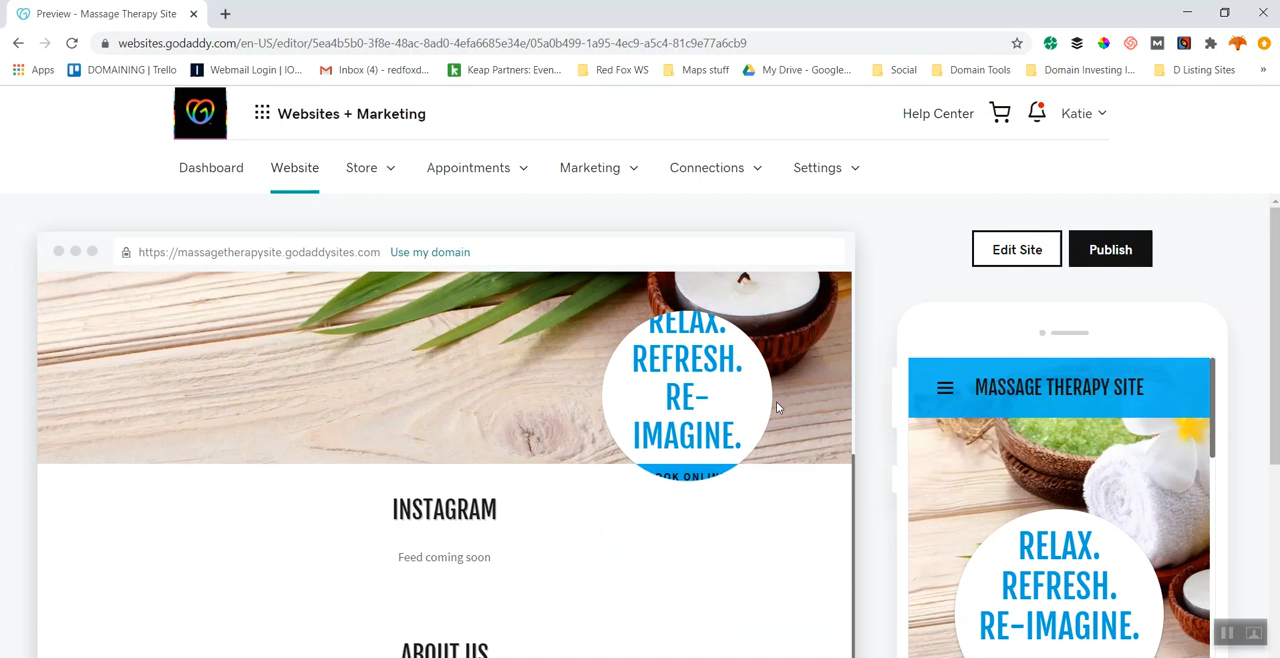 Preview - Massage Therapy Site
websites.godaddy.com/en-US/editor/5ea4b5b0-3f8e-48ac-8ad0-4efa6685e34e/05a0b499-1a95-4ec9-a5c4-81c9e77a6cb9
Apps DOMAINING | Trello Webmail Login | IO... Inbox (4) - redfoxd... Keap Partners: Even... Red Fox WS Maps stuff My Drive - Google... Social Domain Tools Domain Investing I... D Listing Sites »
Websites + Marketing
Help Center
Katie
Dashboard Website Store Appointments Marketing Connections Settings
https://massagetherapysite.godaddysites.com Use my domain
Edit Site
Publish
RELAX.
REFRESH.
RE-
IMAGINE.
BOOK ONLINE
INSTAGRAM
Feed coming soon
ABOUT US
MASSAGE THERAPY SITE
RELAX.
REFRESH.
RE-IMAGINE.